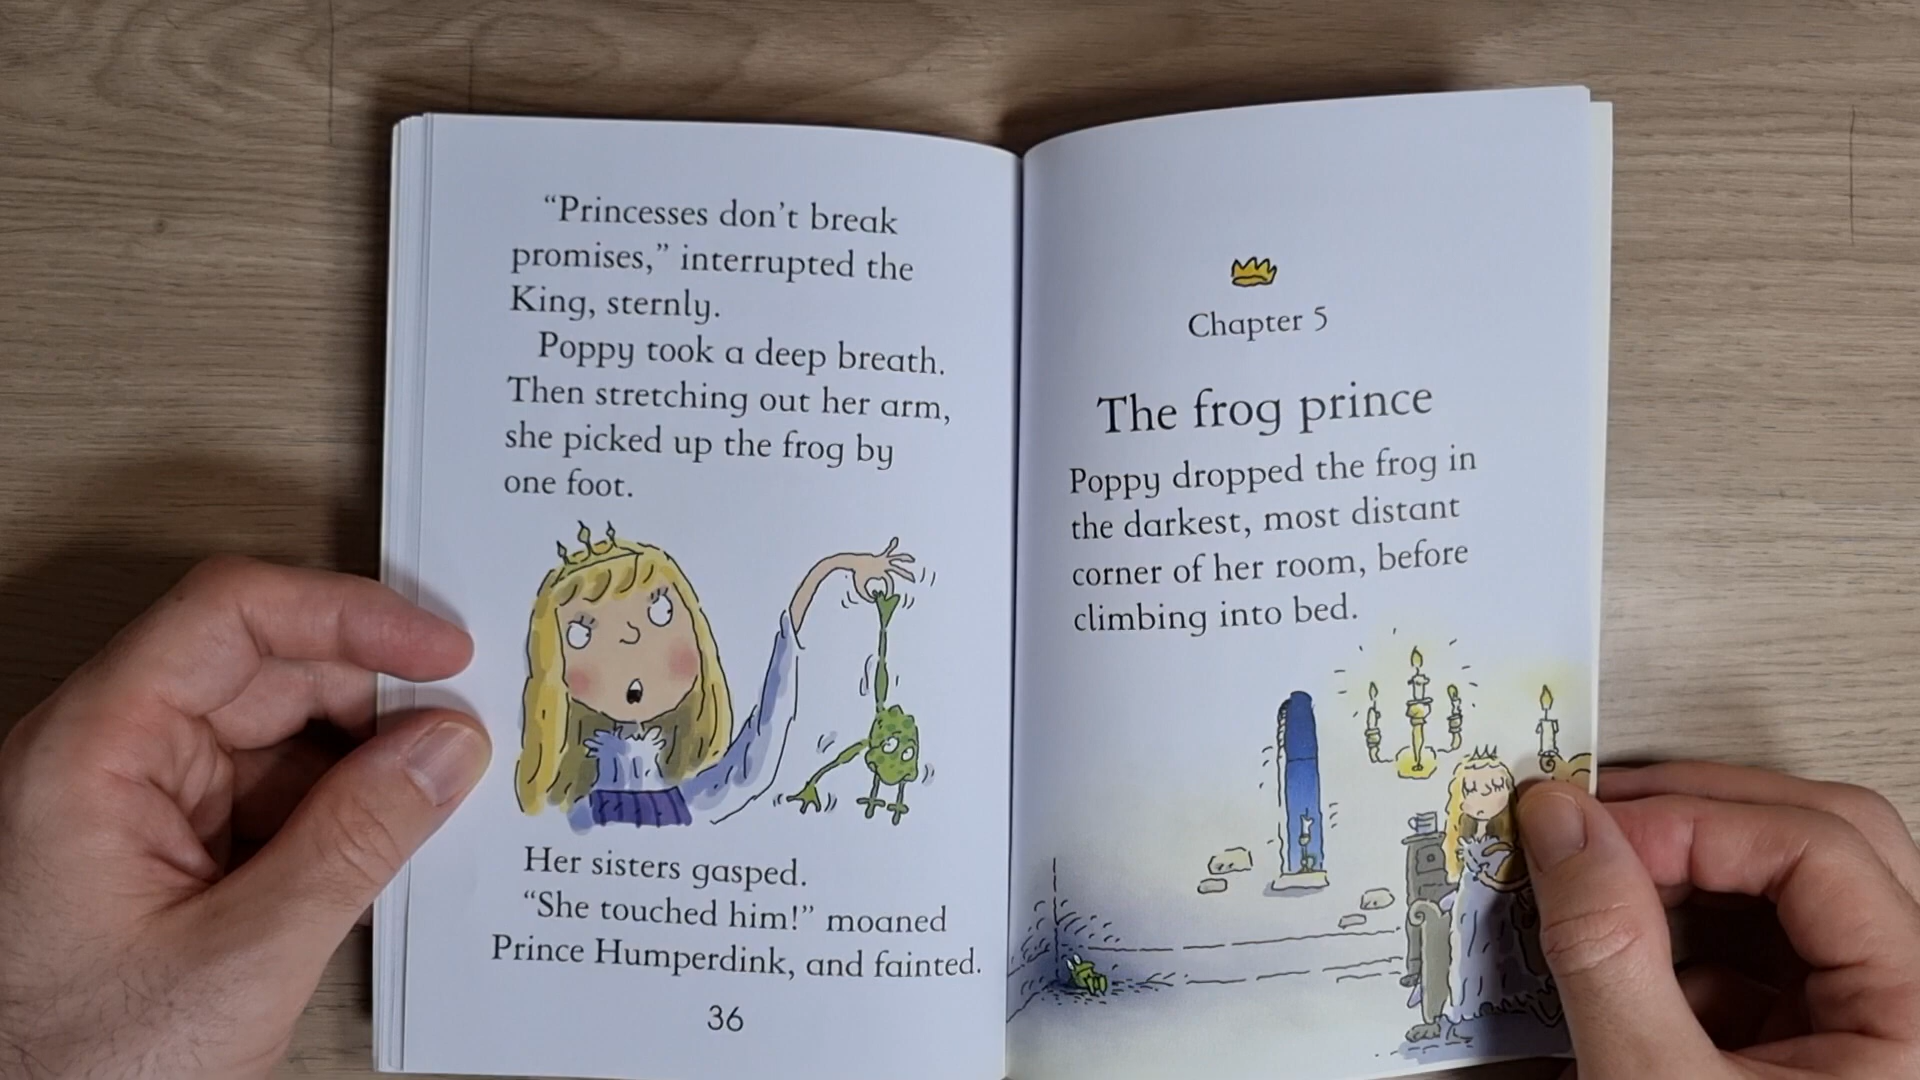 “Princesses don’t break
promises,” interrupted the
King, sternly.
Poppy took a deep breath.
Then stretching out her arm,
she picked up the frog by
one foot.
Her sisters gasped.
“She touched him!” moaned
Prince Humperdink, and fainted.
36
Chapter 5
The frog prince
Poppy dropped the frog in
the darkest, most distant
corner of her room, before
climbing into bed.